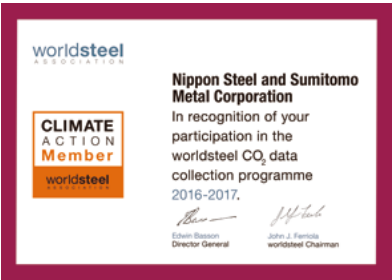 worldsteel
ASSOCIATION
Nippon Steel and Sumitomo
Metal Corporation
In recognition of your
participation in the
worldsteel CO₂ data
collection programme
2016-2017.
CLIMATE
ACTION
Member
worldsteel
ASSOCIATION
Edwin Basson
Director General
John J. Ferriola
worldsteel Chairman